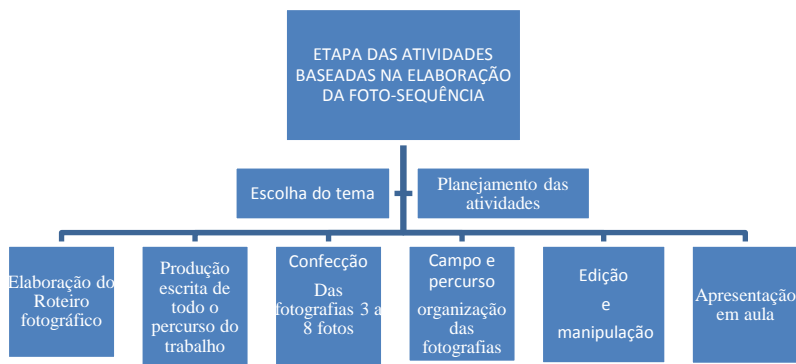 ETAPA DAS ATIVIDADES
BASEADAS NA ELABORAÇÃO
DA FOTO-SEQUÊNCIA
Escolha do tema
Planejamento das
atividades
Elaboração do
Roteiro
fotográfico
Produção
escrita de
todo o
percurso do
trabalho
Confecção
Das
fotografias 3 a
8 fotos
Campo e
percurso
organização
das
fotografias
Edição
e
manipulação
Apresentação
em aula